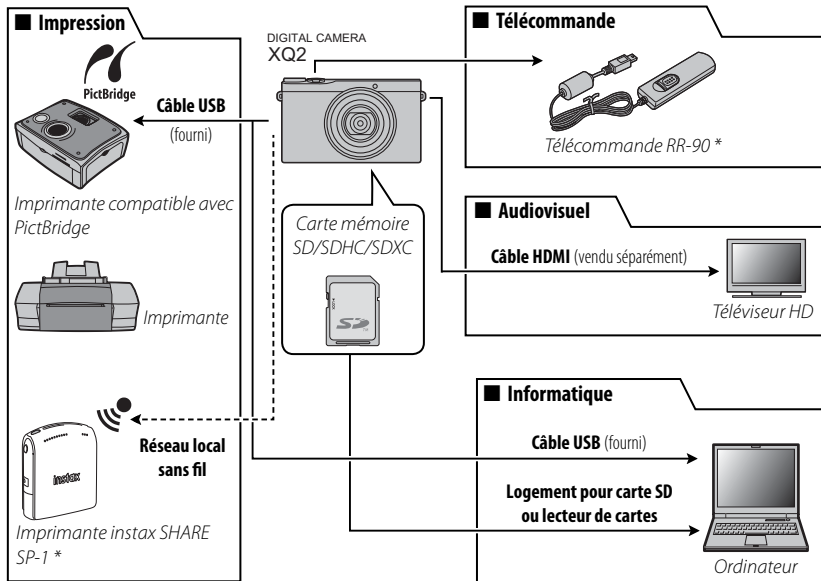 ■ Impression
PictBridge
Câble USB
(fourni)
Imprimante compatible avec
PictBridge
Imprimante
instax
Réseau local
sans fil
Imprimante instax SHARE
SP-1 *
DIGITAL CAMERA
XQ2
Carte mémoire
SD/SDHC/SDXC
SD
■ Télécommande
Télécommande RR-90 *
■ Audiovisuel
Câble HDMI (vendu séparément)
Téléviseur HD
■ Informatique
Câble USB (fourni)
Logement pour carte SD
ou lecteur de cartes
Ordinateur